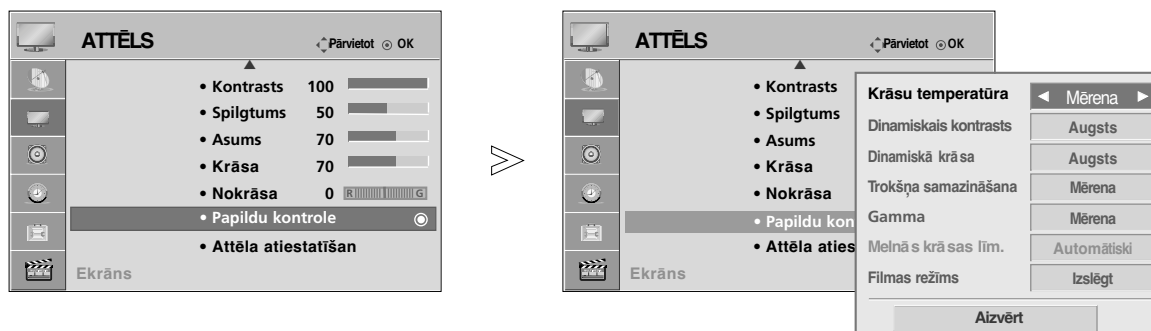 ATTĒLS
Pārvietot OK
• Kontrasts 100
• Spilgtums 50
• Asums 70
• Krāsa 70
• Nokrāsa 0 R G
• Papildu kontrole
• Attēla atiestatīšan
Ekrāns
ATTĒLS
Pārvietot OK
• Kontrasts
• Spilgtums
• Asums
• Krāsa
• Nokrāsa
• Papildu kon
• Attēla aties
Ekrāns
Krāsu temperatūra Mērena
Dinamiskais kontrasts Augsts
Dinamiskā krāsa Augsts
Trokšņa samazināšana Mērena
Gamma Mērena
Melnās krāsas līm. Automātiski
Filmas režīms Izslēgt
Aizvērt